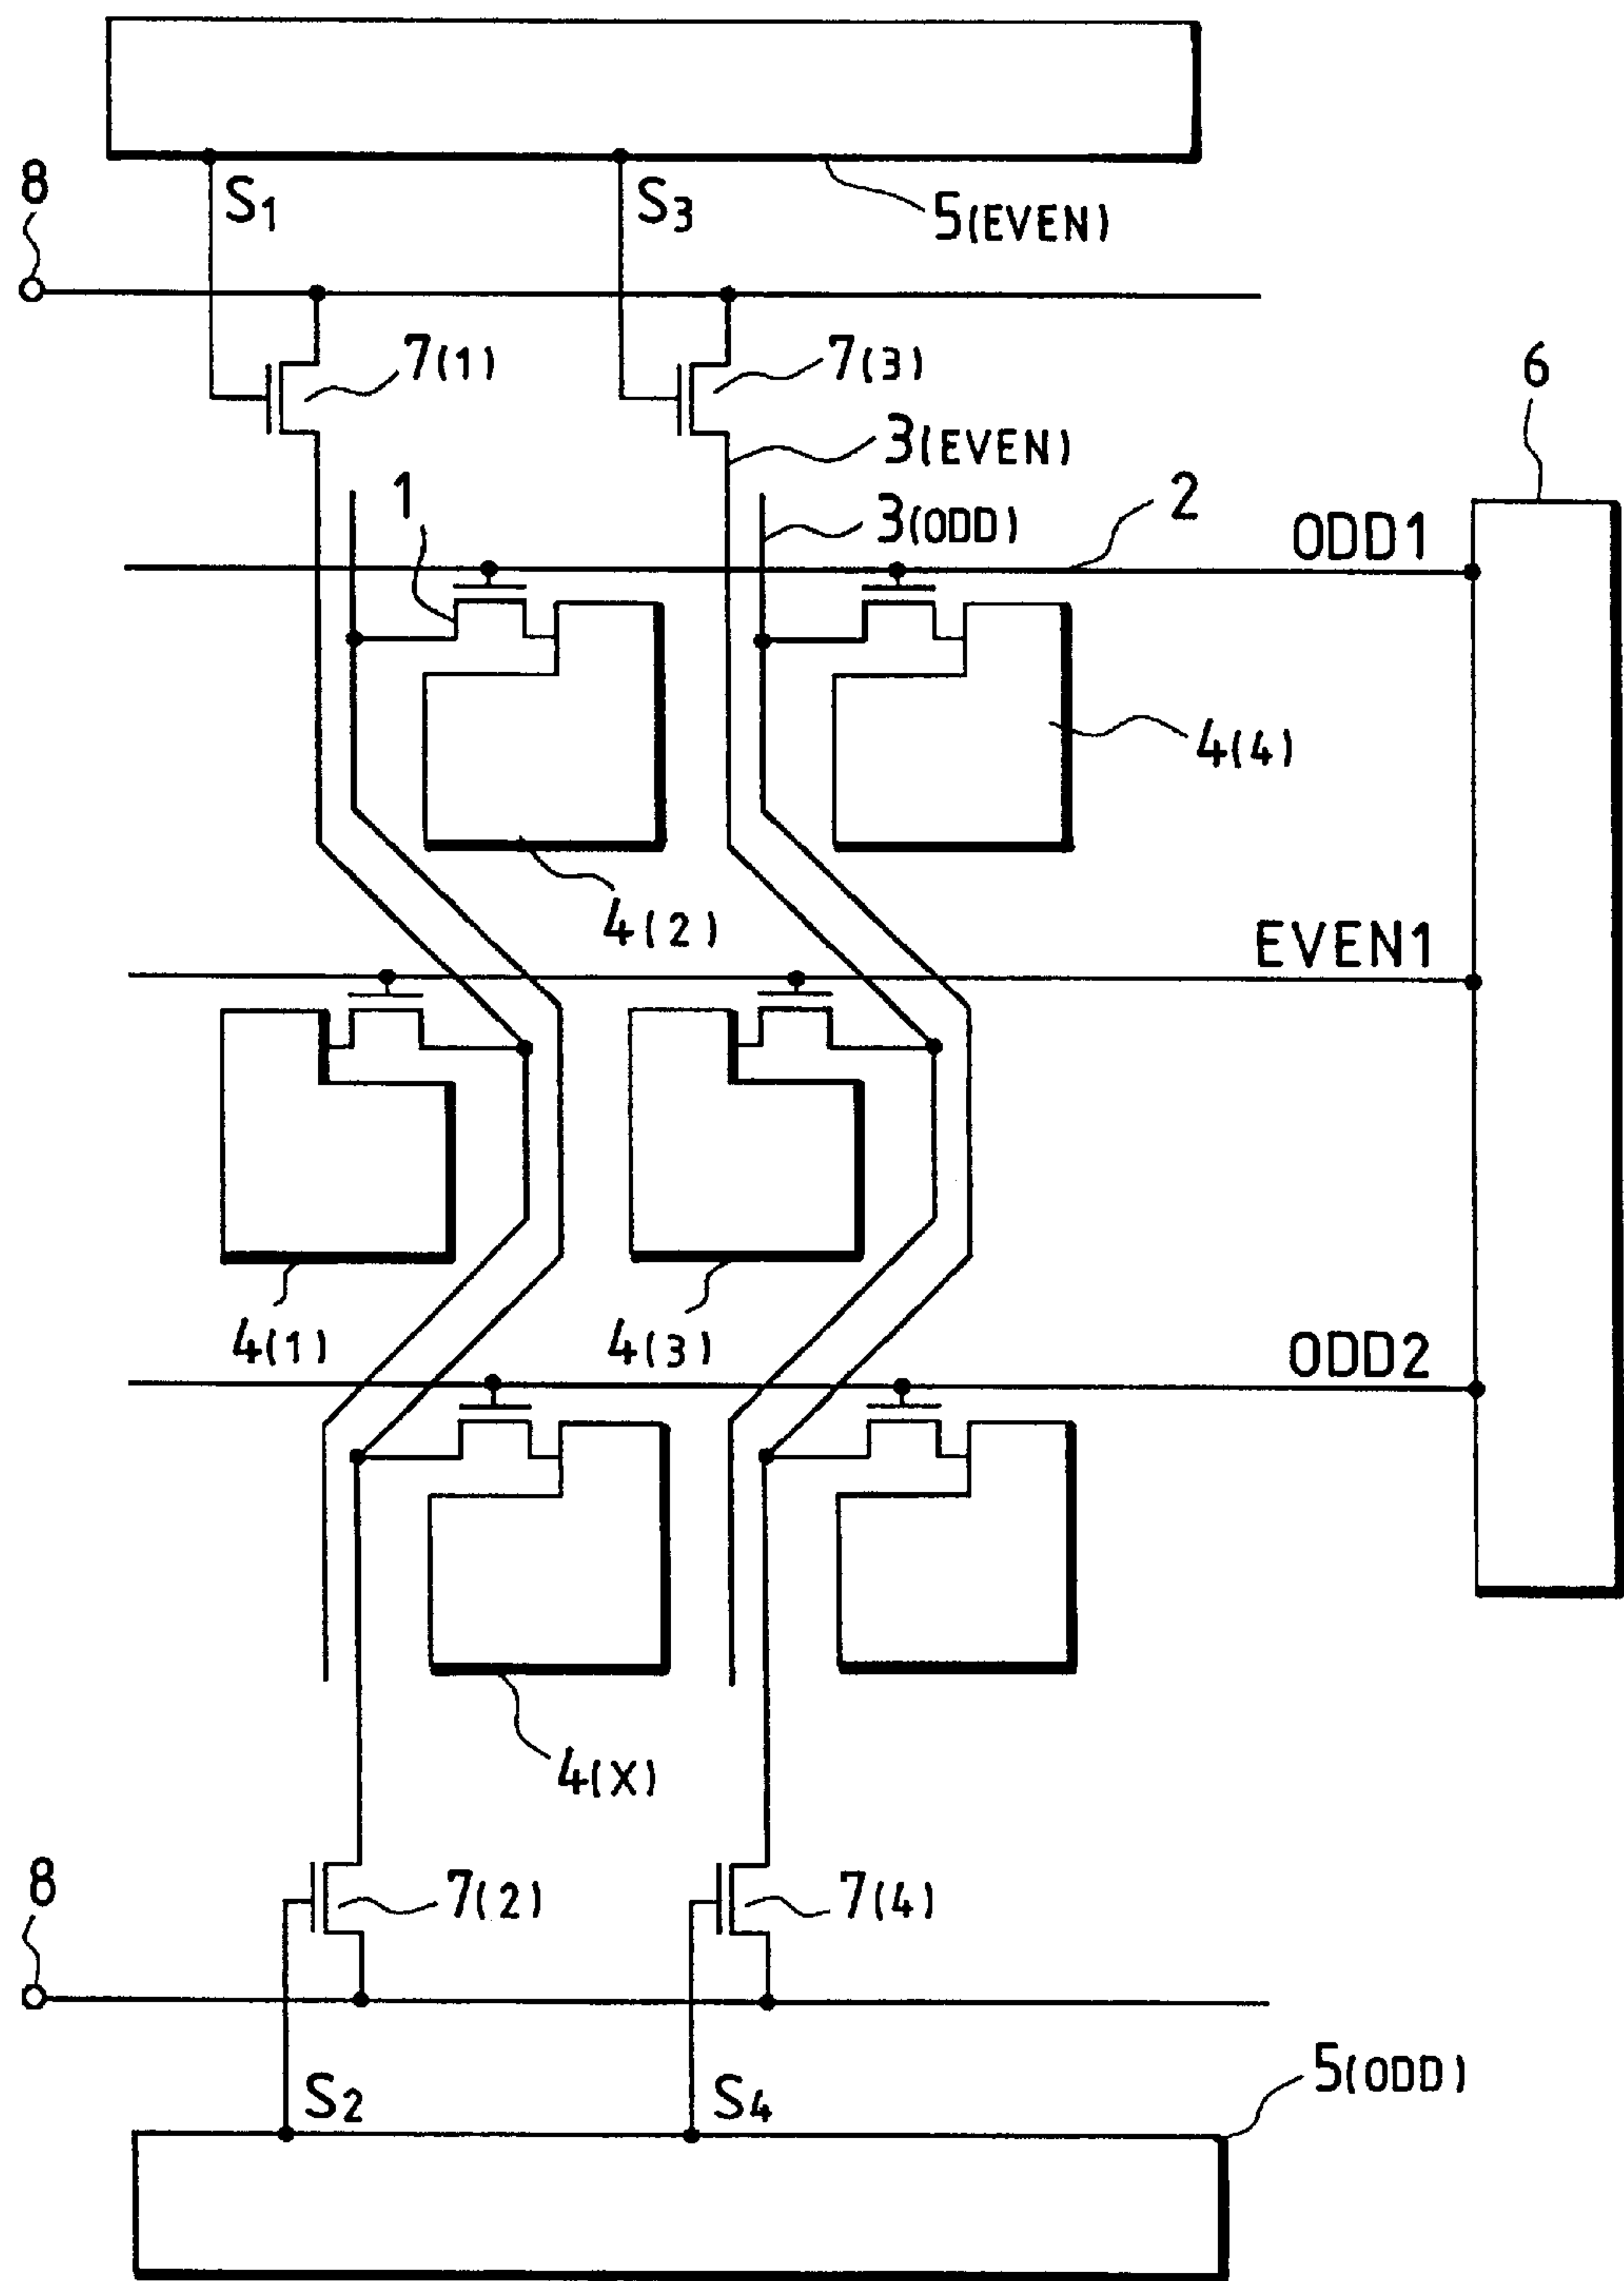 8
S1
S3
5(EVEN)
7(1)
7(3)
6
3(EVEN)
1
3(ODD)
2
ODD1
4(4)
4(2)
EVEN1
4(1)
4(3)
ODD2
4(X)
8
7(2)
7(4)
S2
S4
5(ODD)